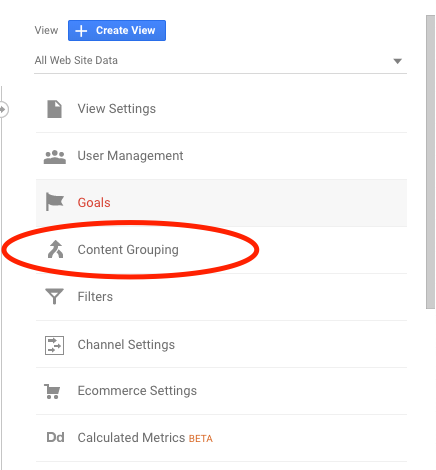 View + Create View
All Web Site Data
View Settings
User Management
Goals
Content Grouping
Filters
Channel Settings
Ecommerce Settings
Dd Calculated Metrics BETA